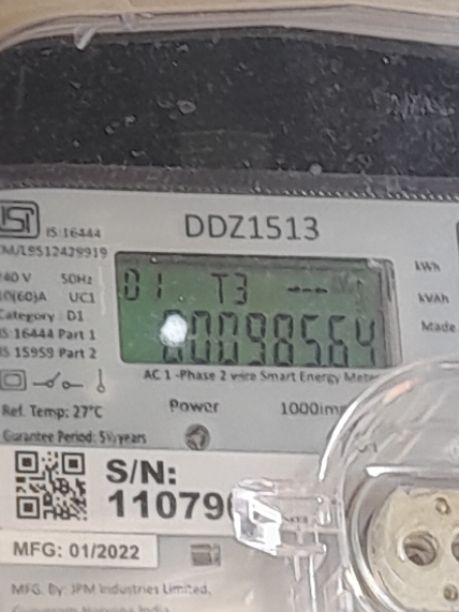 ISI
IS:16444
DDZ1513
CM/L9512429919
240 V 50Hz
10(60)A UC1
Category : D1
IS 16444 Part 1
IS 15959 Part 2
01 T3 ---
kWh
kVAh
Made
AC 1 -Phase 2 wire Smart Energy Meter
Ref. Temp: 27°C
Power 1000imp
Gurantee Period: 5½years
S/N:
11079
MFG: 01/2022
MFG. By: JPM Industries Limited,